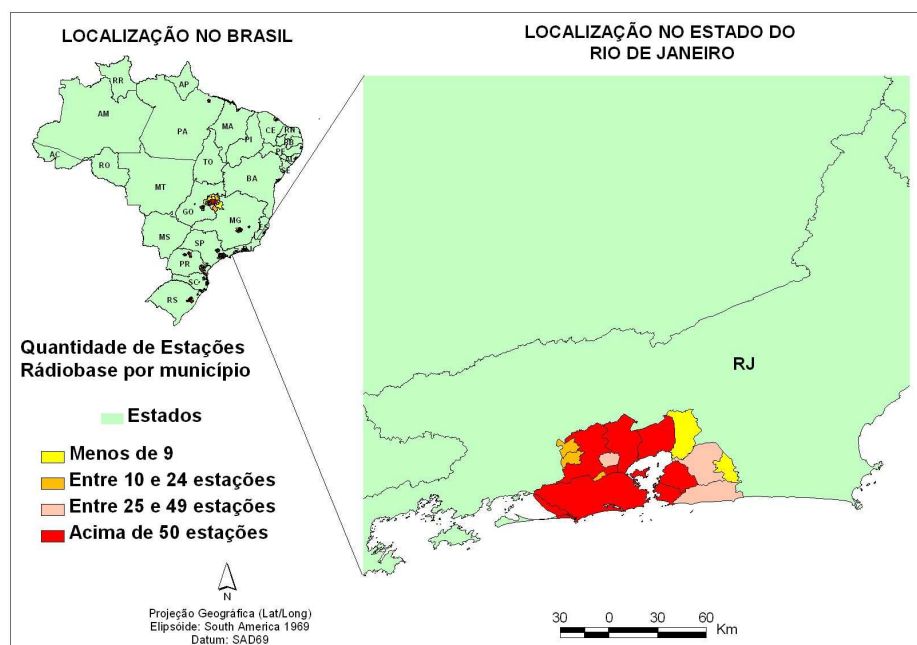 LOCALIZAÇÃO NO BRASIL
LOCALIZAÇÃO NO ESTADO DO
RIO DE JANEIRO
RR
AP
AM
PA
MA
CE
RN
PI
PE
AC
RO
TO
SE
BA
MT
GO
MG
MS
SP
PR
SC
RS
RJ
Quantidade de Estações
Rádiobase por município
Estados
Menos de 9
Entre 10 e 24 estações
Entre 25 e 49 estações
Acima de 50 estações
N
Projeção Geográfica (Lat/Long)
Elipsóide: South America 1969
Datum: SAD69
30 0 30 60
Km